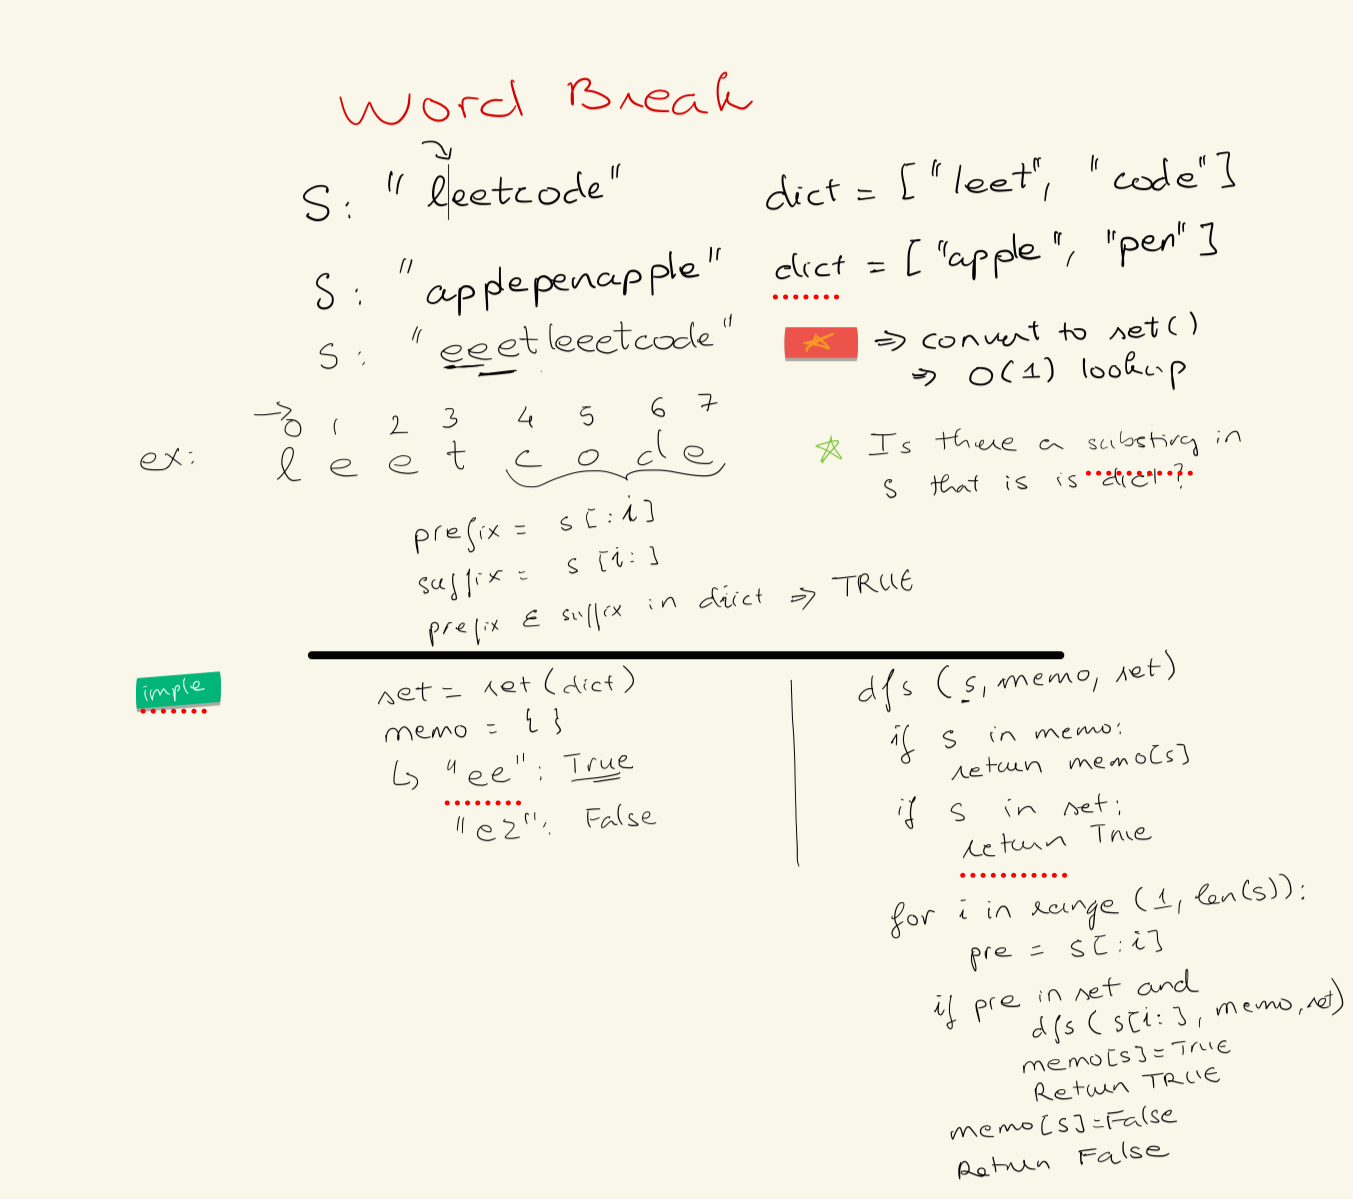 Word Break
S: "leetcode" dict = ["leet", "code"]
S: "applepenapple" dict = ["apple", "pen"]
S: "eeetleeetcode" ⇒ convert to set()
⇒ O(1) lookup
→ 0 1 2 3 4 5 6 7
ex: l e e t c o d e
☆ Is there a substirg in
s that is is dict?
prefix = s[:i]
suffix = s[i:]
prefix & suffix in diict ⇒ TRUE
imple
set = set(dict)
memo = { }
↳ "ee": True
"e2": False
dfs (s, memo, set)
if s in memo:
return memo[s]
if s in set:
return True
for i in range (1, len(s)):
pre = s[:i]
if pre in set and
dfs (s[i:], memo, set)
memo[s]=True
Return TRUE
memo[s]=False
Return False